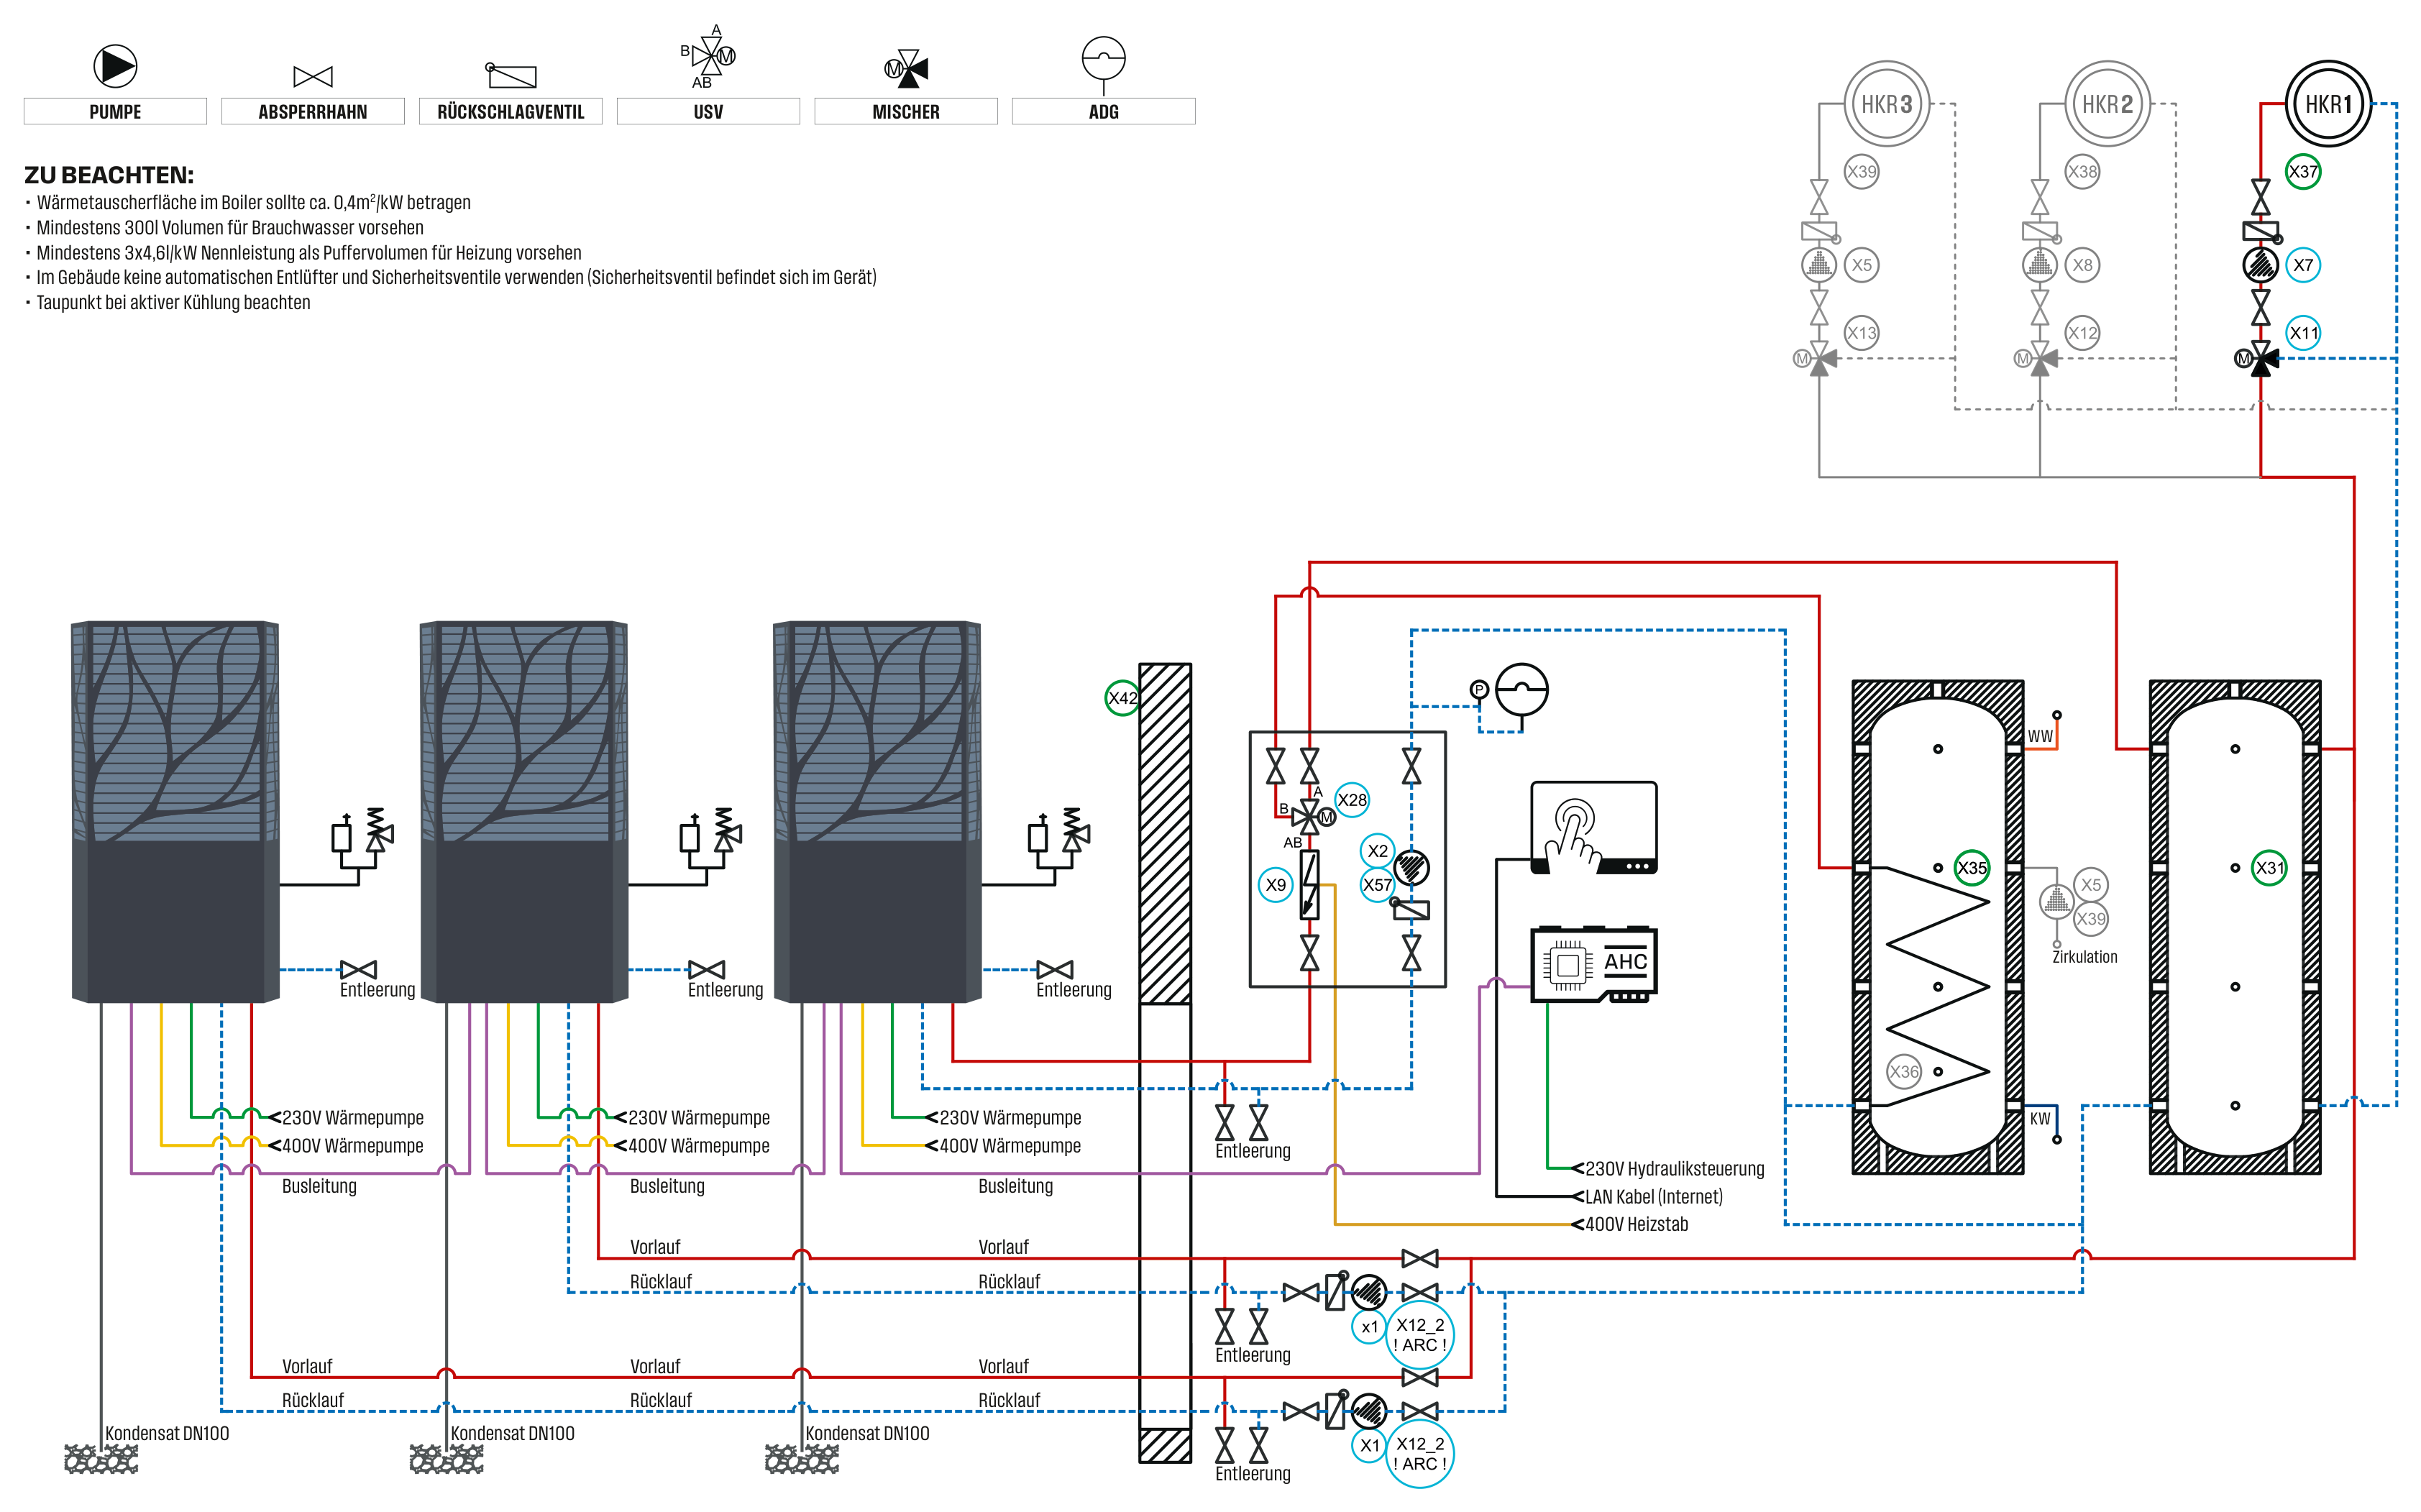 A
B
M
AB
M
PUMPE
ABSPERRHAHN
RÜCKSCHLAGVENTIL
USV
MISCHER
ADG
ZU BEACHTEN:
· Wärmetauscherfläche im Boiler sollte ca. 0,4m²/kW betragen
· Mindestens 300l Volumen für Brauchwasser vorsehen
· Mindestens 3x4,6l/kW Nennleistung als Puffervolumen für Heizung vorsehen
· Im Gebäude keine automatischen Entlüfter und Sicherheitsventile verwenden (Sicherheitsventil befindet sich im Gerät)
· Taupunkt bei aktiver Kühlung beachten
HKR3
HKR2
HKR1
X39
X38
X37
X5
X8
X7
X13
X12
X11
M
M
M
X42
P
WW
A
X28
B
M
AB
X2
X9
X57
X35
X31
X5
X39
Zirkulation
AHC
Entleerung
Entleerung
Entleerung
X36
KW
230V Wärmepumpe
230V Wärmepumpe
230V Wärmepumpe
400V Wärmepumpe
400V Wärmepumpe
400V Wärmepumpe
Entleerung
Busleitung
Busleitung
Busleitung
230V Hydrauliksteuerung
LAN Kabel (Internet)
400V Heizstab
Vorlauf
Vorlauf
Rücklauf
Rücklauf
x1
X12_2
! ARC !
Entleerung
Vorlauf
Vorlauf
Vorlauf
Rücklauf
Rücklauf
Rücklauf
Kondensat DN100
Kondensat DN100
Kondensat DN100
X1
X12_2
! ARC !
Entleerung